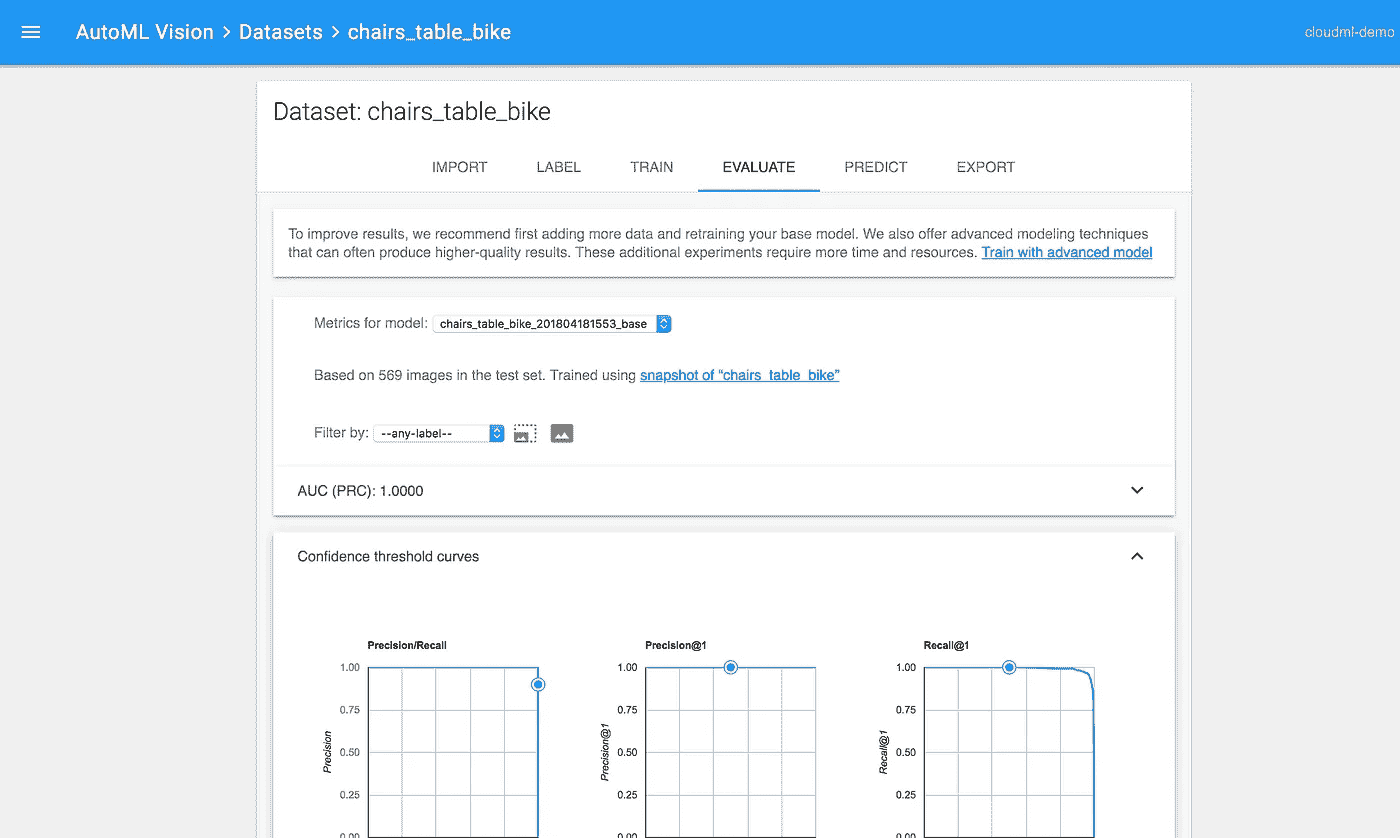 AutoML Vision > Datasets > chairs_table_bike
cloudml-demo
Dataset: chairs_table_bike
IMPORT LABEL TRAIN EVALUATE PREDICT EXPORT
To improve results, we recommend first adding more data and retraining your base model. We also offer advanced modeling techniques
that can often produce higher-quality results. These additional experiments require more time and resources. Train with advanced model
Metrics for model: chairs_table_bike_201804181553_base
Based on 569 images in the test set. Trained using snapshot of “chairs_table_bike”
Filter by: --any-label--
AUC (PRC): 1.0000
Confidence threshold curves
Precision/Recall
1.00
0.75
0.50
0.25
0.00
Precision
Precision@1
1.00
0.75
0.50
0.25
0.00
Precision@1
Recall@1
1.00
0.75
0.50
0.25
0.00
Recall@1